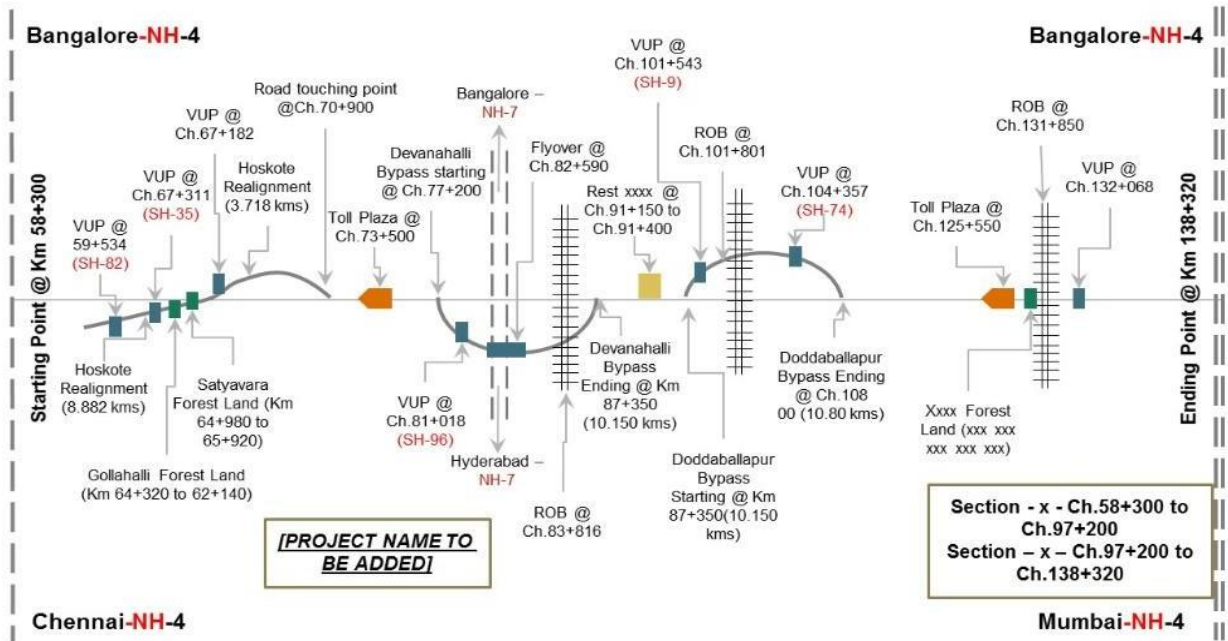 Bangalore-NH-4
Bangalore-NH-4
Starting Point @ Km 58+300
Ending Point @ Km 138+320
VUP @
59+534
(SH-82)
VUP @
Ch.67+311
(SH-35)
VUP @
Ch.67+182
Hoskote
Realignment
(3.718 kms)
Road touching point
@Ch.70+900
Toll Plaza @
Ch.73+500
Devanahalli
Bypass starting
@ Ch.77+200
Bangalore –
NH-7
Flyover @
Ch.82+590
Rest xxxx @
Ch.91+150 to
Ch.91+400
VUP @
Ch.101+543
(SH-9)
ROB @
Ch.101+801
VUP @
Ch.104+357
(SH-74)
Toll Plaza @
Ch.125+550
ROB @
Ch.131+850
VUP @
Ch.132+068
Hoskote
Realignment
(8.882 kms)
Gollahalli Forest Land
(Km 64+320 to 62+140)
Satyavara
Forest Land (Km
64+980 to
65+920)
VUP @
Ch.81+018
(SH-96)
Hyderabad –
NH-7
ROB @
Ch.83+816
Devanahalli
Bypass
Ending @ Km
87+350
(10.150 kms)
Doddaballapur
Bypass
Starting @ Km
87+350(10.150
kms)
Doddaballapur
Bypass Ending
@ Ch.108
00 (10.80 kms)
Xxxx Forest
Land (xxx xxx
xxx xxx xxx)
[PROJECT NAME TO
BE ADDED]
Section - x - Ch.58+300 to
Ch.97+200
Section – x – Ch.97+200 to
Ch.138+320
Chennai-NH-4
Mumbai-NH-4